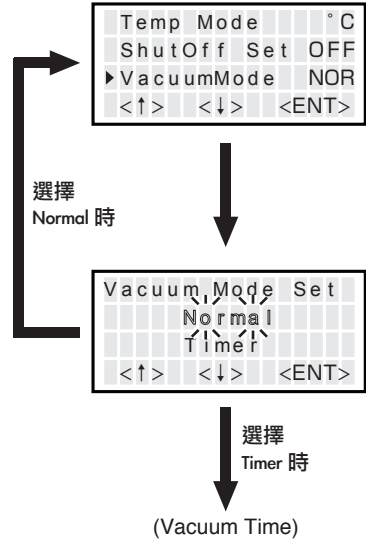 Temp Mode °C
ShutOff Set OFF
▶VacuumMode NOR
<↑> <↓> <ENT>
選擇
Normal 時
Vacuum Mode Set
Normal
Timer
<↑> <↓> <ENT>
選擇
Timer 時
(Vacuum Time)